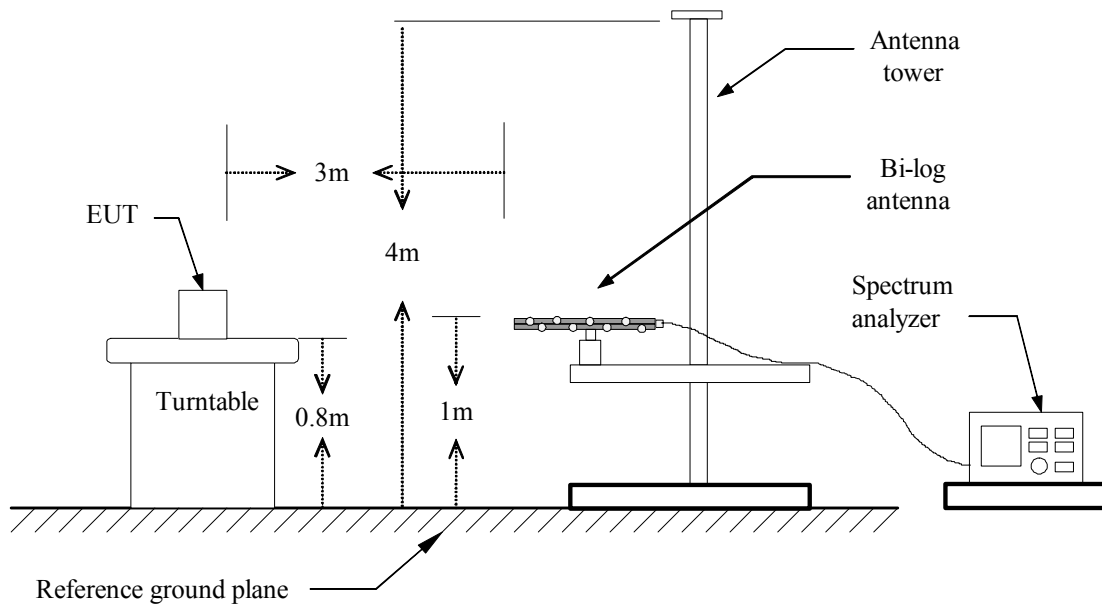 Antenna
tower
3m
Bi-log
antenna
EUT
4m
Spectrum
analyzer
Turntable
0.8m
1m
Reference ground plane